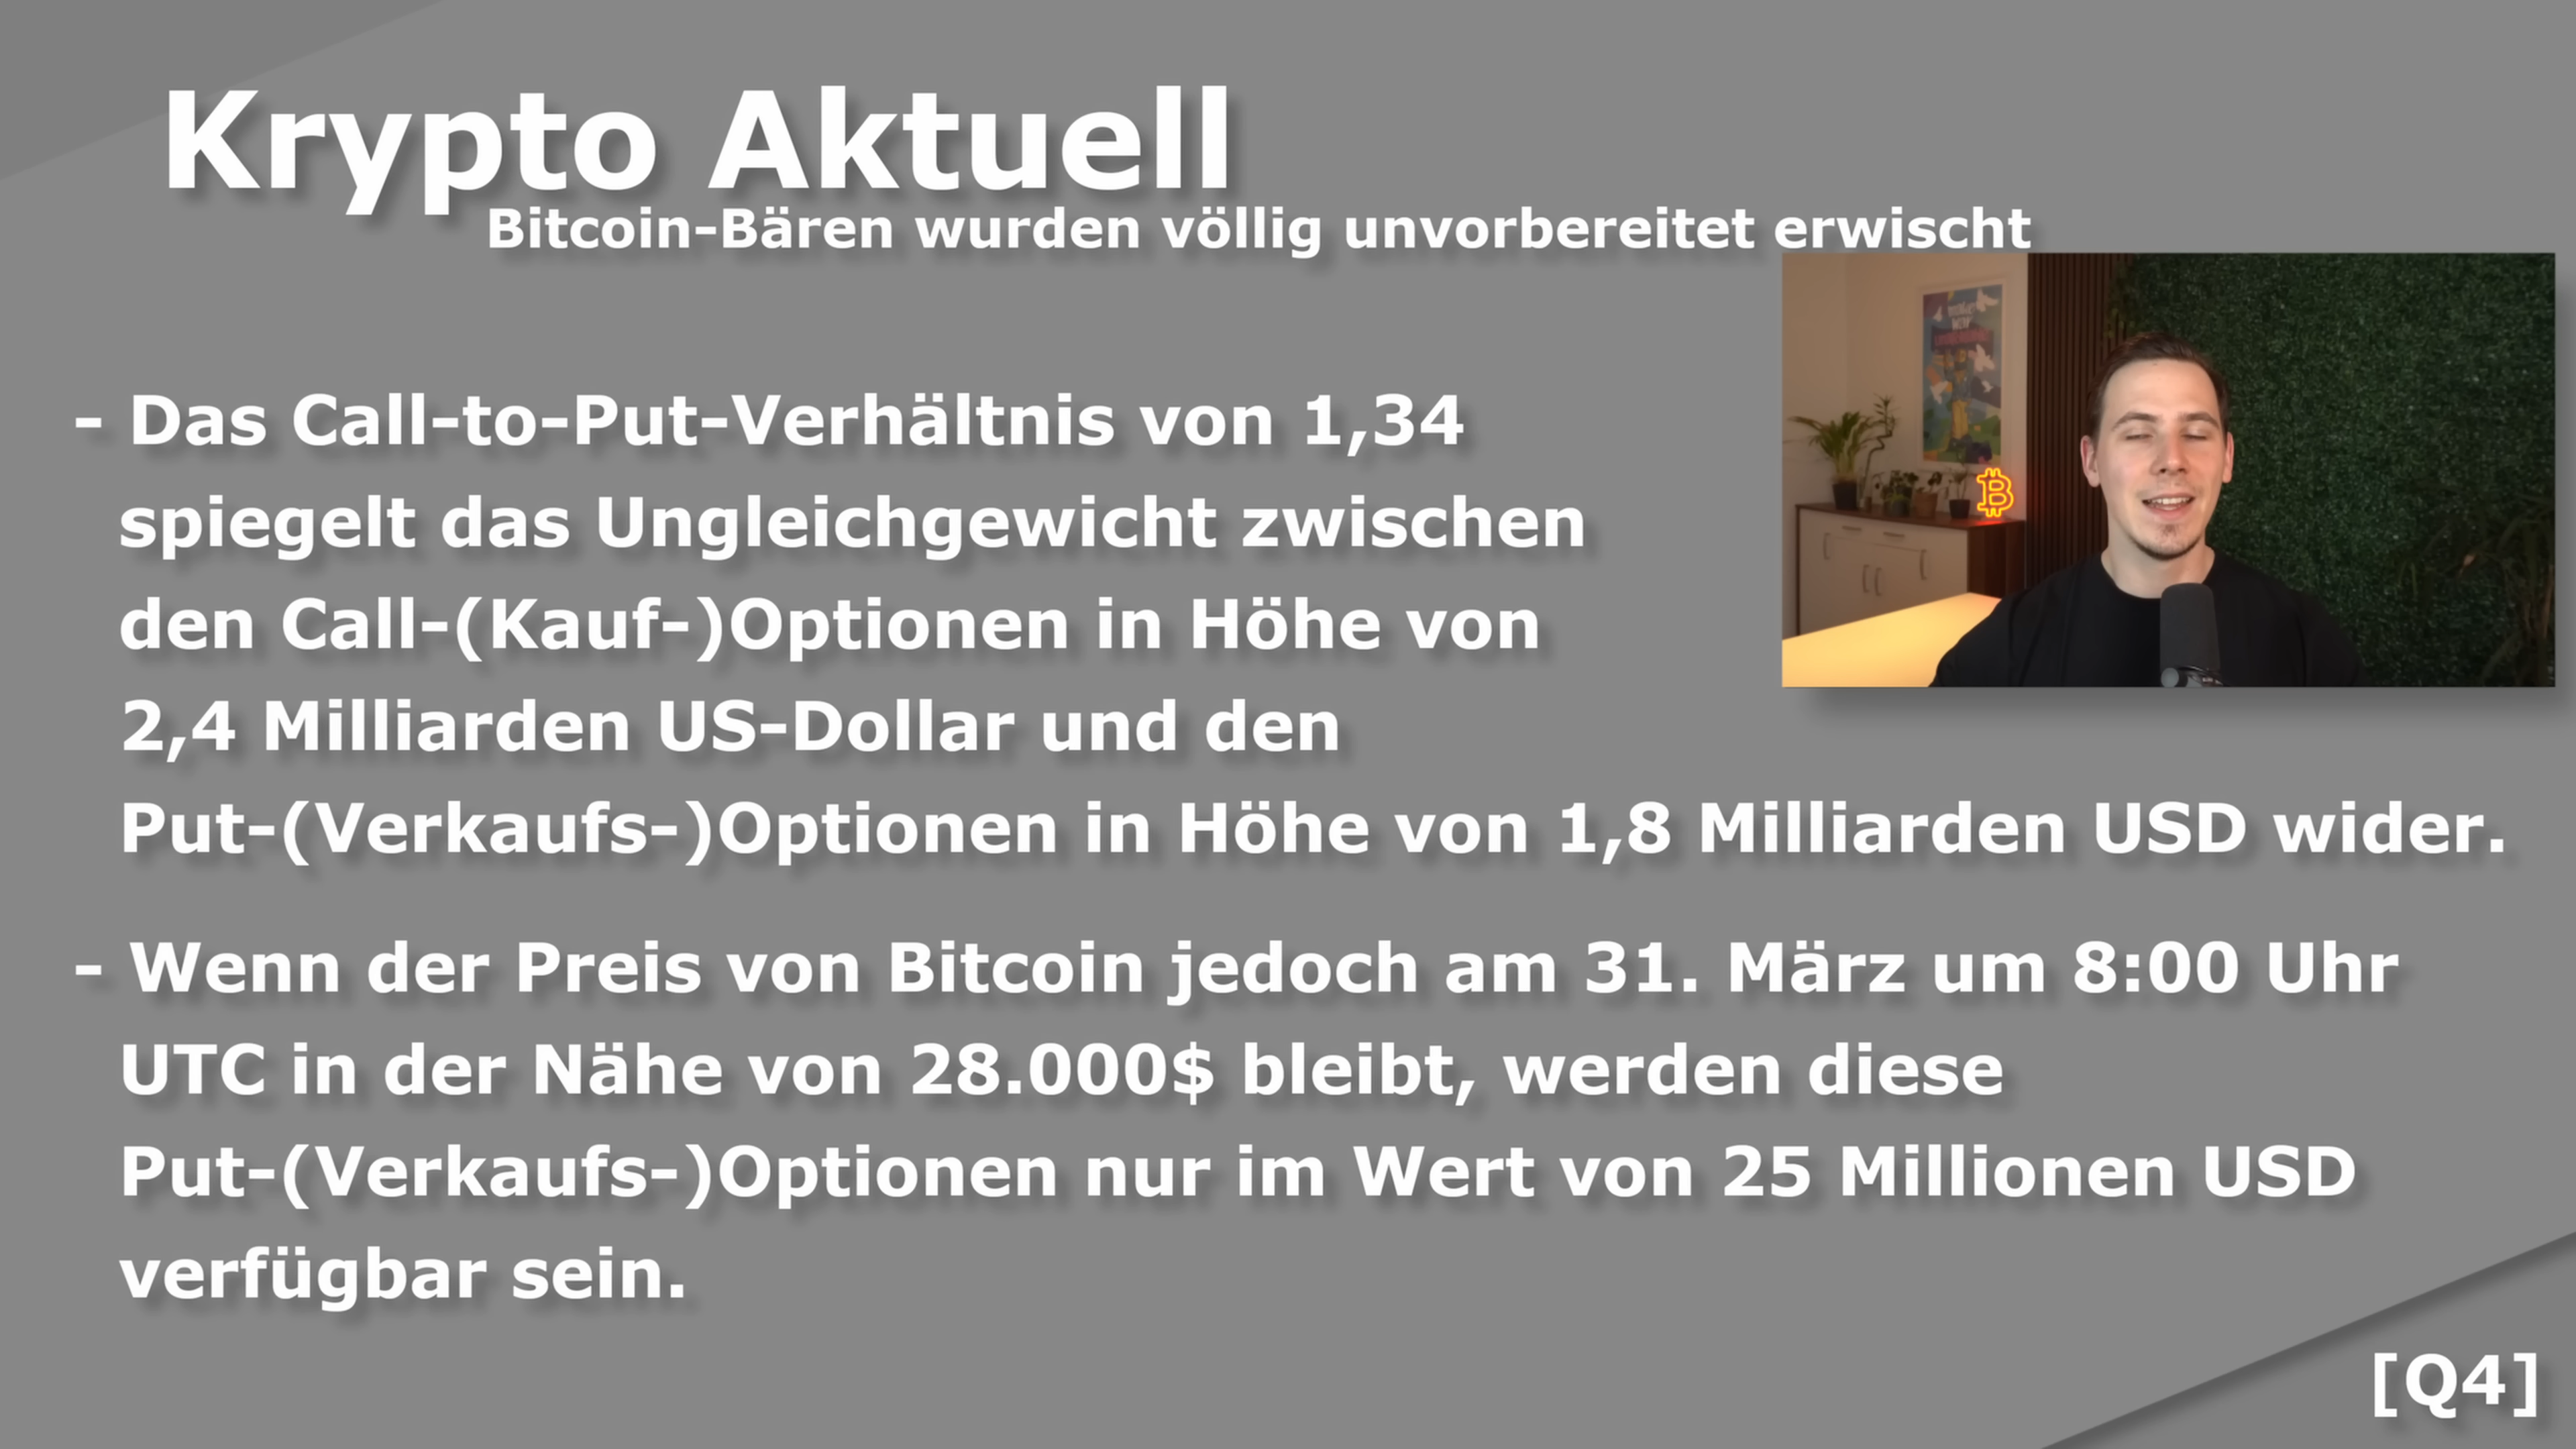 Krypto Aktuell
Bitcoin-Bären wurden völlig unvorbereitet erwischt
- Das Call-to-Put-Verhältnis von 1,34
spiegelt das Ungleichgewicht zwischen
den Call-(Kauf-)Optionen in Höhe von
2,4 Milliarden US-Dollar und den
Put-(Verkaufs-)Optionen in Höhe von 1,8 Milliarden USD wider.
- Wenn der Preis von Bitcoin jedoch am 31. März um 8:00 Uhr
UTC in der Nähe von 28.000$ bleibt, werden diese
Put-(Verkaufs-)Optionen nur im Wert von 25 Millionen USD
verfügbar sein.
[Q4]